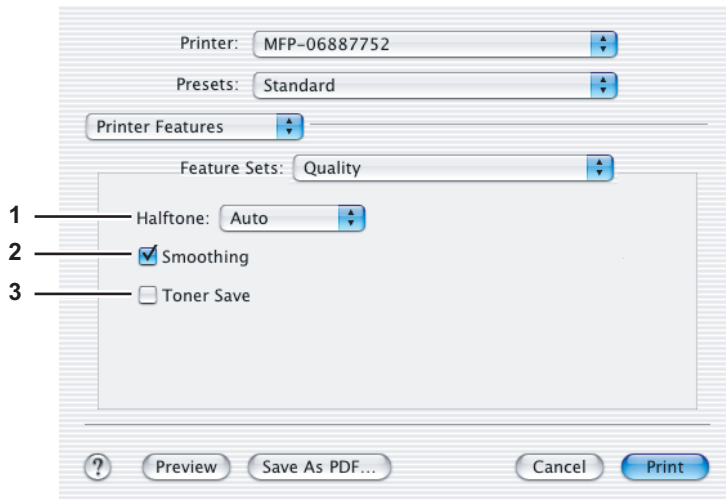 Printer: MFP-06887752
Presets: Standard
Printer Features
Feature Sets: Quality
1 Halftone: Auto
2 Smoothing
3 Toner Save
? Preview Save As PDF... Cancel Print